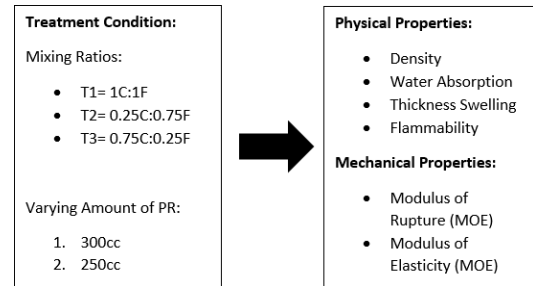 Treatment Condition:
Mixing Ratios:
• T1= 1C:1F
• T2= 0.25C:0.75F
• T3= 0.75C:0.25F
Varying Amount of PR:
1. 300cc
2. 250cc
Physical Properties:
• Density
• Water Absorption
• Thickness Swelling
• Flammability
Mechanical Properties:
• Modulus of
Rupture (MOE)
• Modulus of
Elasticity (MOE)